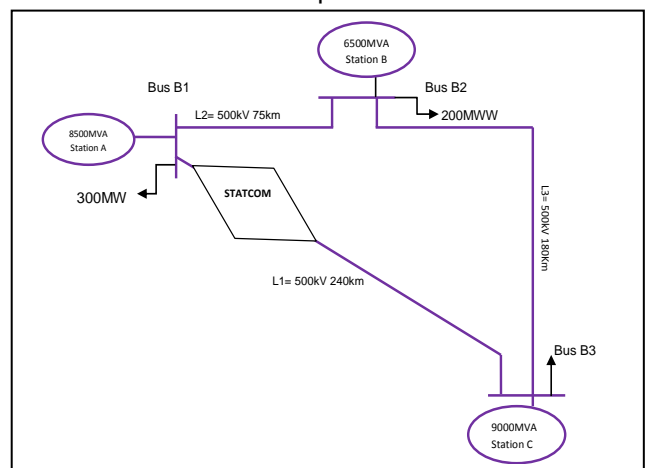 6500MVA
Station B
Bus B1
Bus B2
L2= 500kV 75km
200MWW
8500MVA
Station A
300MW
STATCOM
L3= 500kV 180Km
L1= 500kV 240km
Bus B3
9000MVA
Station C